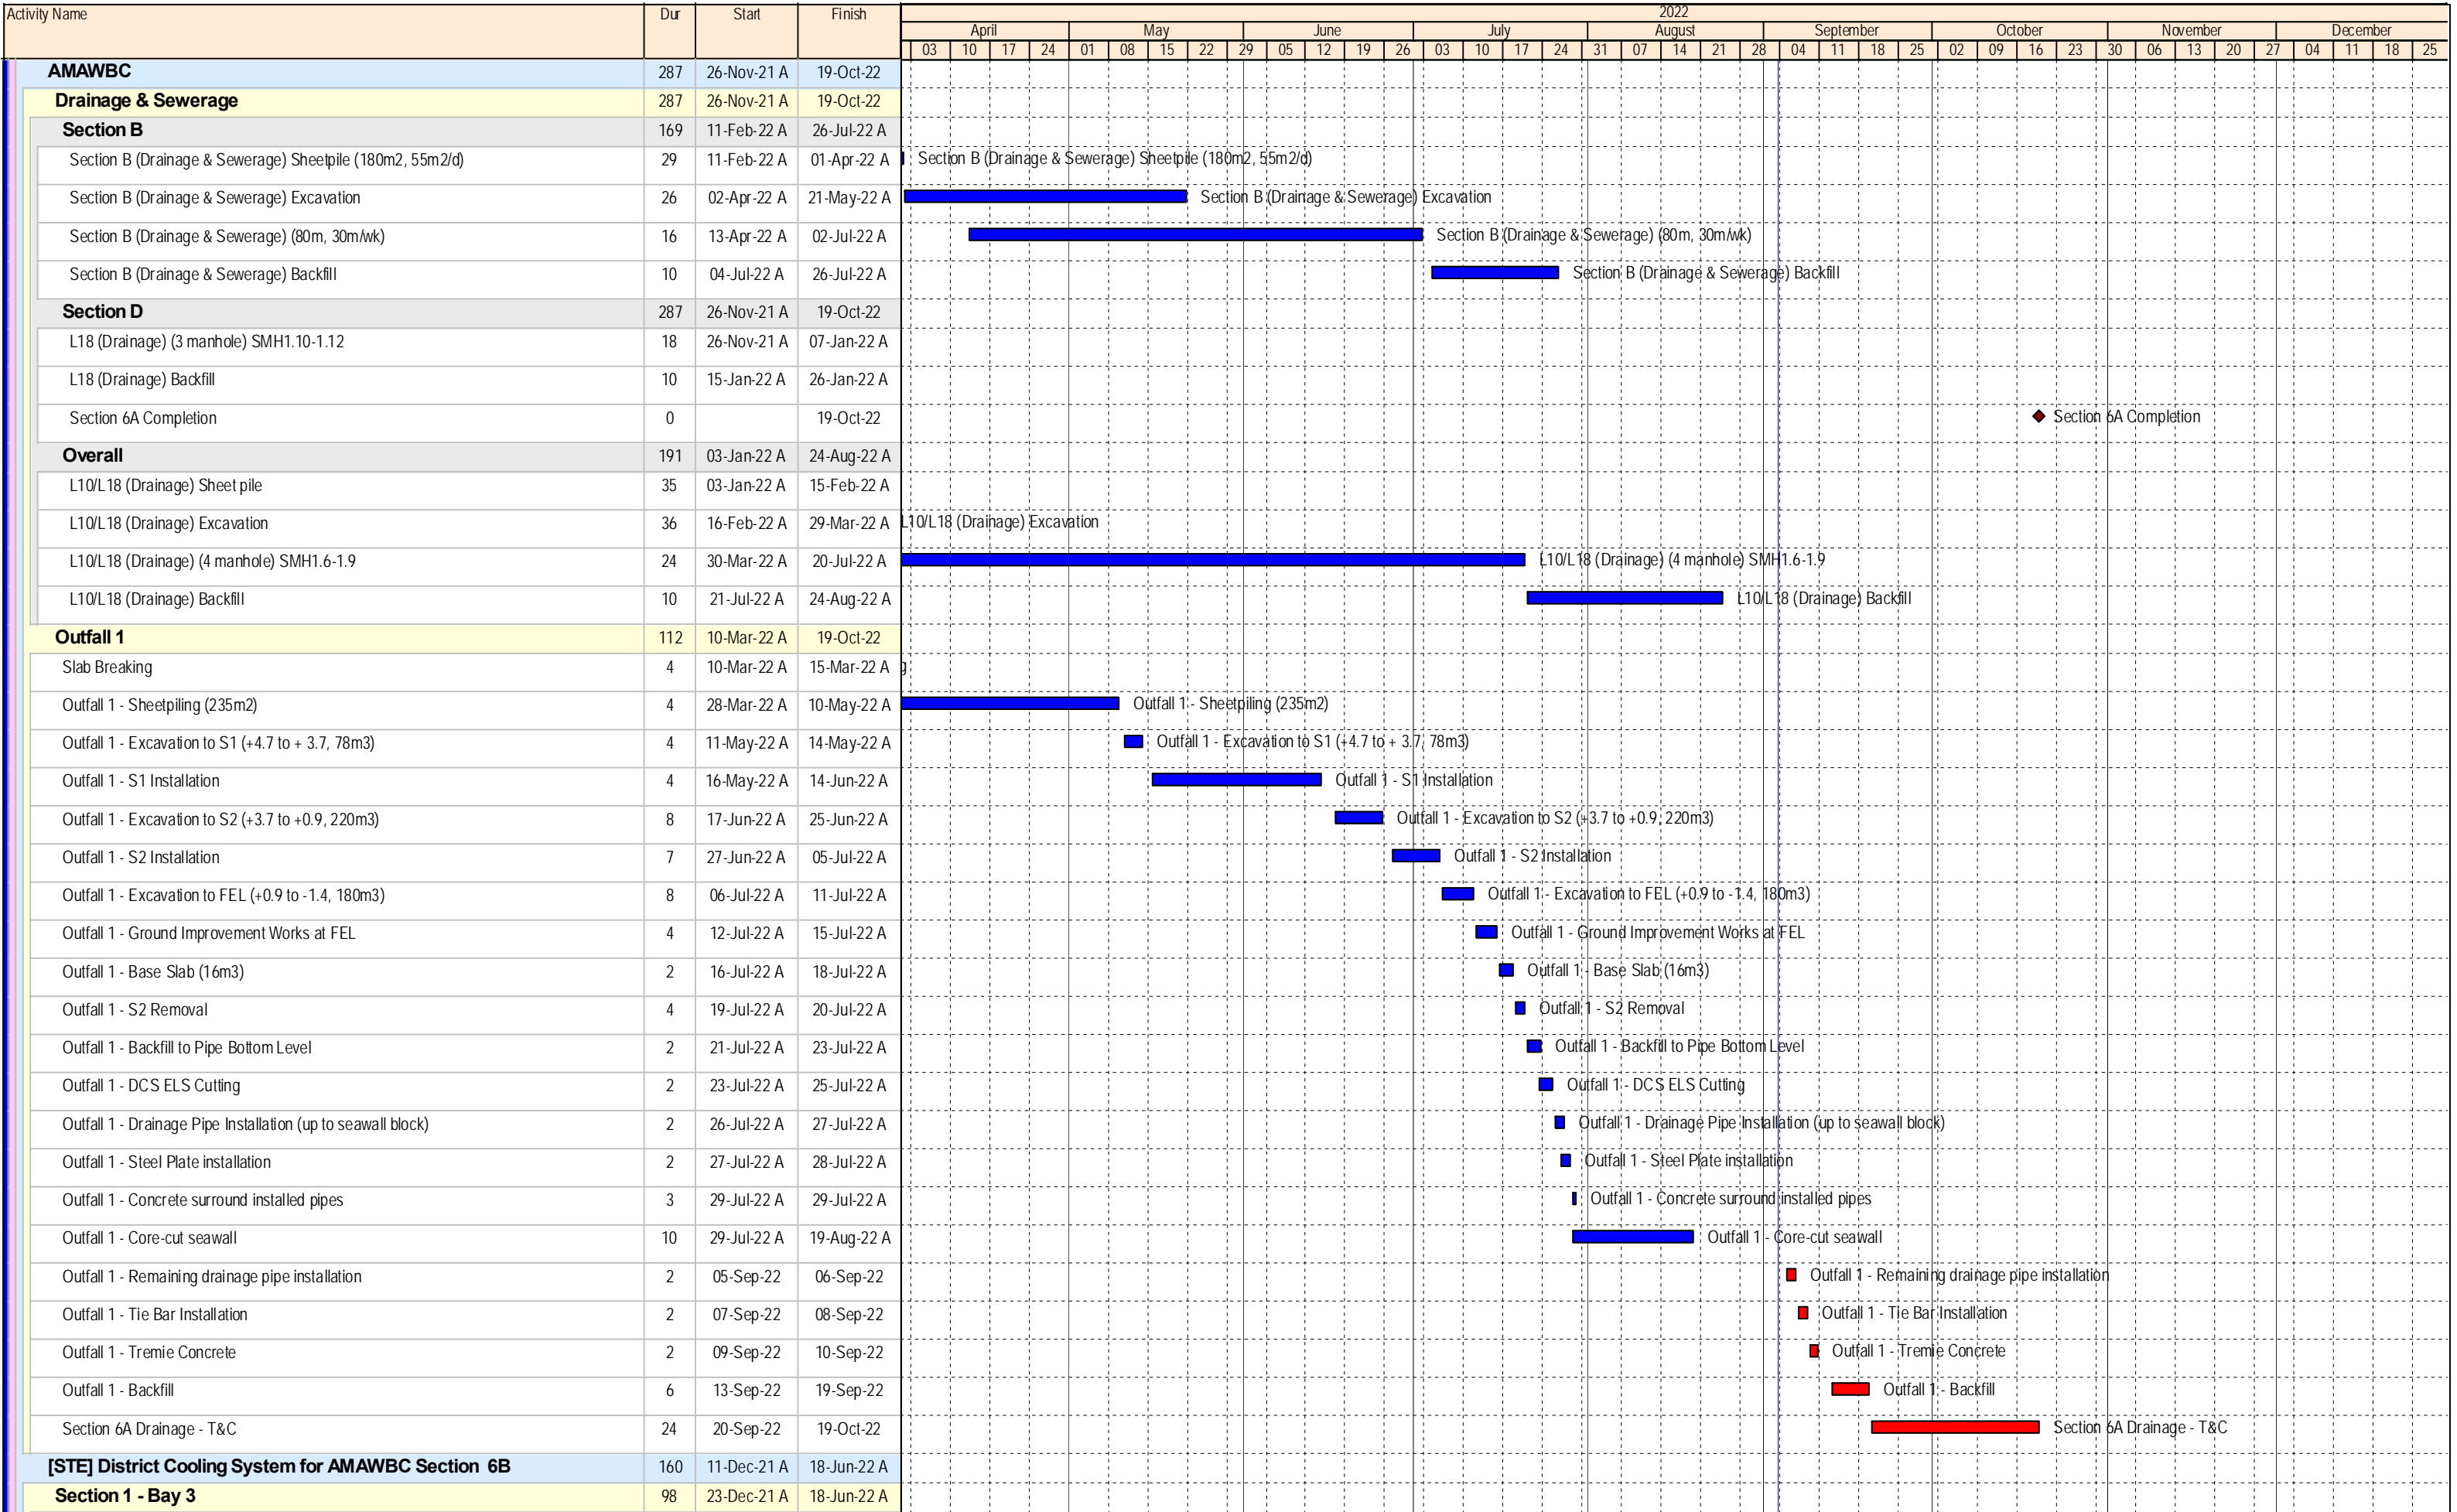 Activity Name Dur Start Finish 2022
April May June July August September October November December
03 10 17 24 01 08 15 22 29 05 12 19 26 03 10 17 24 31 07 14 21 28 04 11 18 25 02 09 16 23 30 06 13 20 27 04 11 18 25
AMAWBC 287 26-Nov-21 A 19-Oct-22
Drainage & Sewerage 287 26-Nov-21 A 19-Oct-22
Section B 169 11-Feb-22 A 26-Jul-22 A
Section B (Drainage & Sewerage) Sheetpile (180m2, 55m2/d) 29 11-Feb-22 A 01-Apr-22 A Section B (Drainage & Sewerage) Sheetpile (180m2, 55m2/d)
Section B (Drainage & Sewerage) Excavation 26 02-Apr-22 A 21-May-22 A Section B (Drainage & Sewerage) Excavation
Section B (Drainage & Sewerage) (80m, 30m/wk) 16 13-Apr-22 A 02-Jul-22 A Section B (Drainage & Sewerage) (80m, 30m/wk)
Section B (Drainage & Sewerage) Backfill 10 04-Jul-22 A 26-Jul-22 A Section B (Drainage & Sewerage) Backfill
Section D 287 26-Nov-21 A 19-Oct-22
L18 (Drainage) (3 manhole) SMH1.10-1.12 18 26-Nov-21 A 07-Jan-22 A
L18 (Drainage) Backfill 10 15-Jan-22 A 26-Jan-22 A
Section 6A Completion 0 19-Oct-22 Section 6A Completion
Overall 191 03-Jan-22 A 24-Aug-22 A
L10/L18 (Drainage) Sheet pile 35 03-Jan-22 A 15-Feb-22 A
L10/L18 (Drainage) Excavation 36 16-Feb-22 A 29-Mar-22 A L10/L18 (Drainage) Excavation
L10/L18 (Drainage) (4 manhole) SMH1.6-1.9 24 30-Mar-22 A 20-Jul-22 A L10/L18 (Drainage) (4 manhole) SMH1.6-1.9
L10/L18 (Drainage) Backfill 10 21-Jul-22 A 24-Aug-22 A L10/L18 (Drainage) Backfill
Outfall 1 112 10-Mar-22 A 19-Oct-22
Slab Breaking 4 10-Mar-22 A 15-Mar-22 A g
Outfall 1 - Sheetpiling (235m2) 4 28-Mar-22 A 10-May-22 A Outfall 1 - Sheetpiling (235m2)
Outfall 1 - Excavation to S1 (+4.7 to + 3.7, 78m3) 4 11-May-22 A 14-May-22 A Outfall 1 - Excavation to S1 (+4.7 to + 3.7, 78m3)
Outfall 1 - S1 Installation 4 16-May-22 A 14-Jun-22 A Outfall 1 - S1 Installation
Outfall 1 - Excavation to S2 (+3.7 to +0.9, 220m3) 8 17-Jun-22 A 25-Jun-22 A Outfall 1 - Excavation to S2 (+3.7 to +0.9, 220m3)
Outfall 1 - S2 Installation 7 27-Jun-22 A 05-Jul-22 A Outfall 1 - S2 Installation
Outfall 1 - Excavation to FEL (+0.9 to -1.4, 180m3) 8 06-Jul-22 A 11-Jul-22 A Outfall 1 - Excavation to FEL (+0.9 to -1.4, 180m3)
Outfall 1 - Ground Improvement Works at FEL 4 12-Jul-22 A 15-Jul-22 A Outfall 1 - Ground Improvement Works at FEL
Outfall 1 - Base Slab (16m3) 2 16-Jul-22 A 18-Jul-22 A Outfall 1 - Base Slab (16m3)
Outfall 1 - S2 Removal 4 19-Jul-22 A 20-Jul-22 A Outfall 1 - S2 Removal
Outfall 1 - Backfill to Pipe Bottom Level 2 21-Jul-22 A 23-Jul-22 A Outfall 1 - Backfill to Pipe Bottom Level
Outfall 1 - DCS ELS Cutting 2 23-Jul-22 A 25-Jul-22 A Outfall 1 - DCS ELS Cutting
Outfall 1 - Drainage Pipe Installation (up to seawall block) 2 26-Jul-22 A 27-Jul-22 A Outfall 1 - Drainage Pipe Installation (up to seawall block)
Outfall 1 - Steel Plate installation 2 27-Jul-22 A 28-Jul-22 A Outfall 1 - Steel Plate installation
Outfall 1 - Concrete surround installed pipes 3 29-Jul-22 A 29-Jul-22 A Outfall 1 - Concrete surround installed pipes
Outfall 1 - Core-cut seawall 10 29-Jul-22 A 19-Aug-22 A Outfall 1 - Core-cut seawall
Outfall 1 - Remaining drainage pipe installation 2 05-Sep-22 06-Sep-22 Outfall 1 - Remaining drainage pipe installation
Outfall 1 - Tie Bar Installation 2 07-Sep-22 08-Sep-22 Outfall 1 - Tie Bar Installation
Outfall 1 - Tremie Concrete 2 09-Sep-22 10-Sep-22 Outfall 1 - Tremie Concrete
Outfall 1 - Backfill 6 13-Sep-22 19-Sep-22 Outfall 1 - Backfill
Section 6A Drainage - T&C 24 20-Sep-22 19-Oct-22 Section 6A Drainage - T&C
[STE] District Cooling System for AMAWBC Section 6B 160 11-Dec-21 A 18-Jun-22 A
Section 1 - Bay 3 98 23-Dec-21 A 18-Jun-22 A